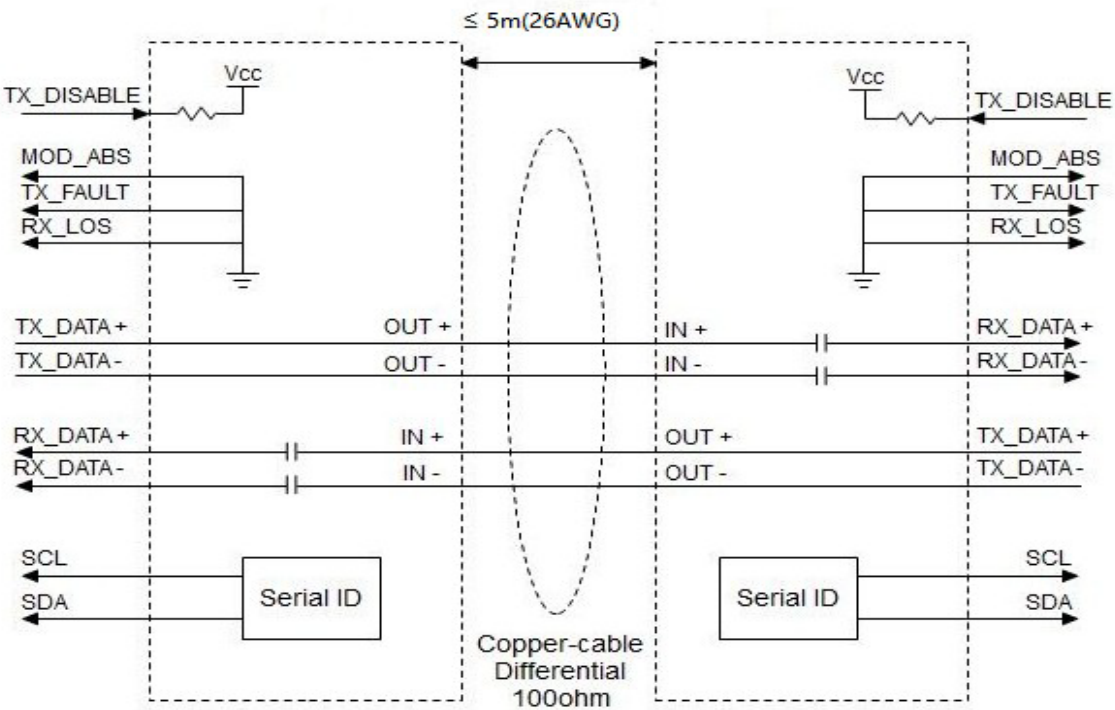 ≤ 5m(26AWG)
Vcc
Vcc
TX_DISABLE
TX_DISABLE
MOD_ABS
MOD_ABS
TX_FAULT
TX_FAULT
RX_LOS
RX_LOS
TX_DATA+
OUT +
IN +
RX_DATA+
TX_DATA-
OUT -
IN -
RX_DATA-
RX_DATA+
IN +
OUT +
TX_DATA+
RX_DATA-
IN -
OUT -
TX_DATA-
SCL
SCL
Serial ID
Serial ID
SDA
SDA
Copper-cable
Differential
100ohm